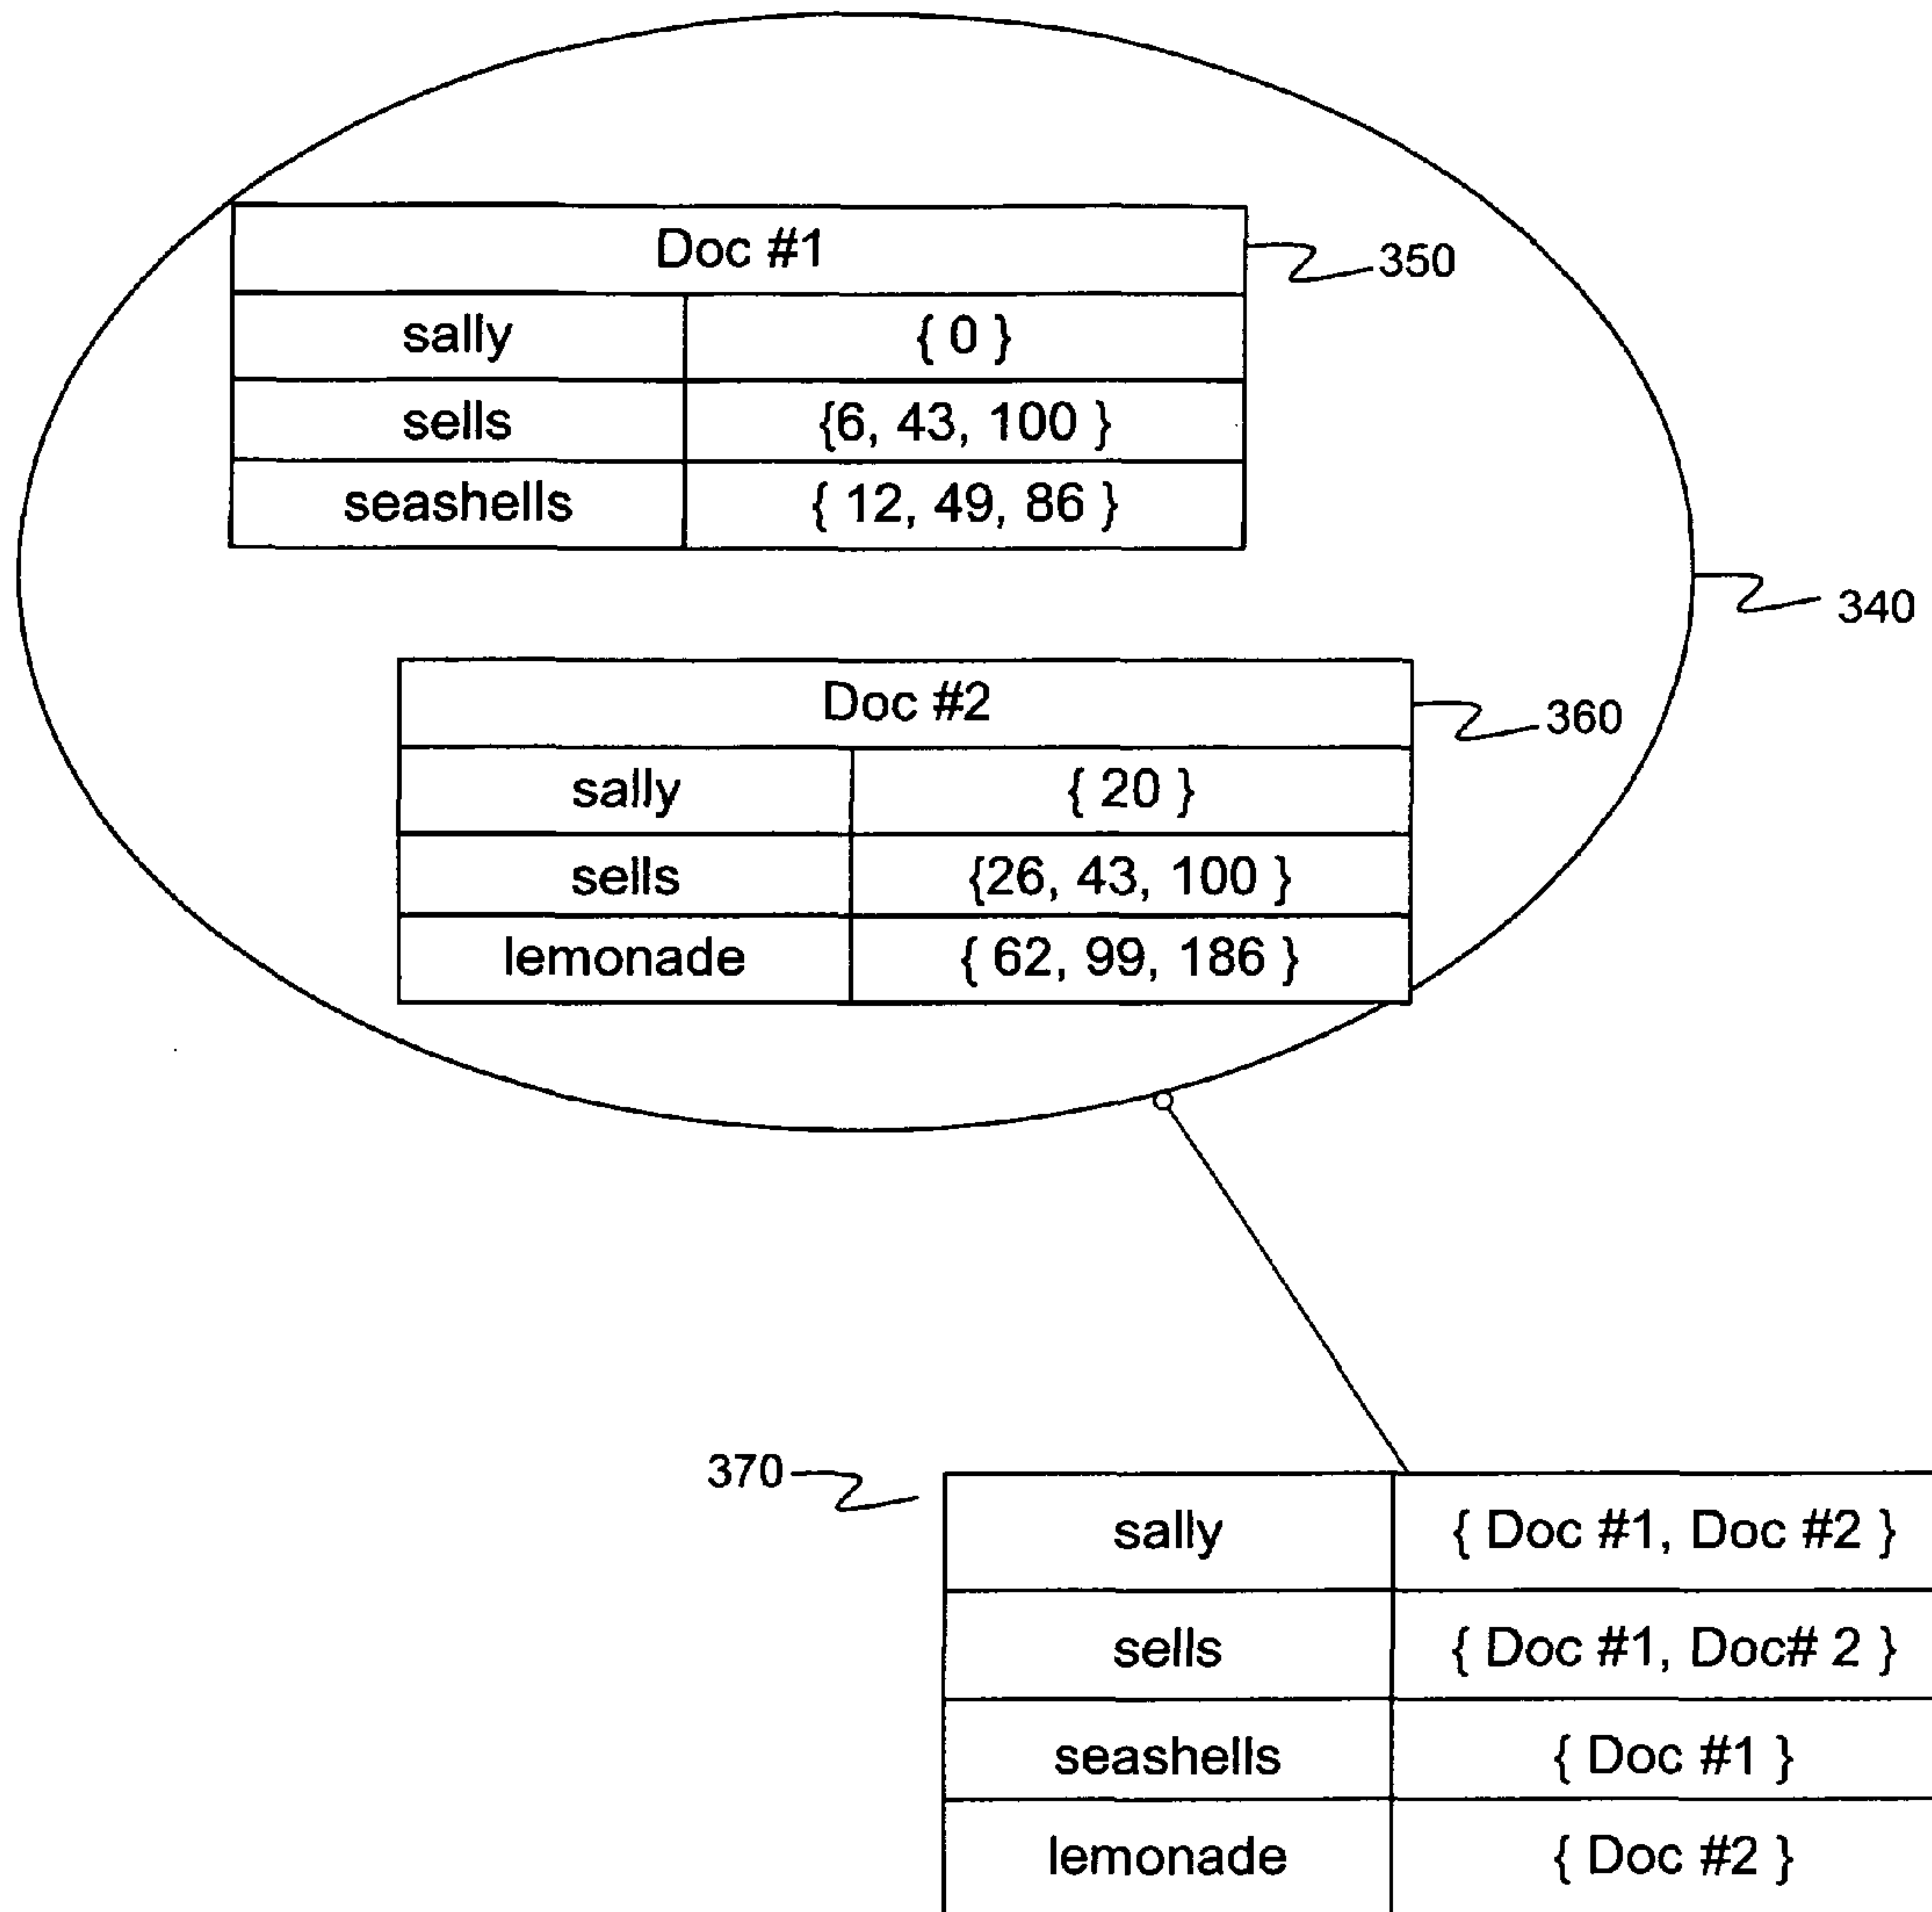 Doc #1
350
sally { 0 }
sells {6, 43, 100 }
seashells { 12, 49, 86 }
340
Doc #2
360
sally { 20 }
sells {26, 43, 100 }
lemonade { 62, 99, 186 }
370
sally { Doc #1, Doc #2 }
sells { Doc #1, Doc# 2 }
seashells { Doc #1 }
lemonade { Doc #2 }